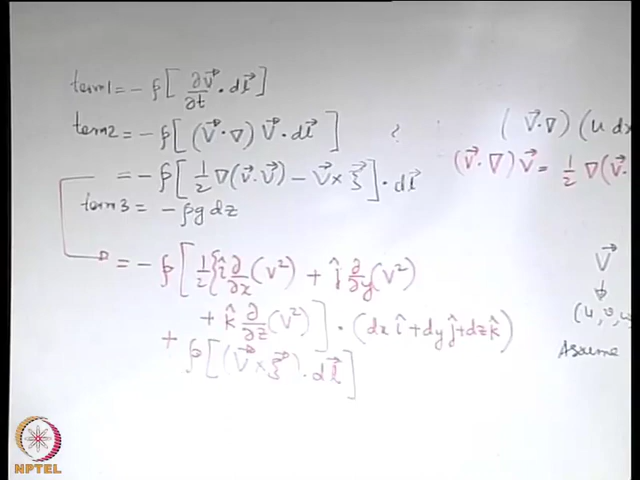 term1 = -ρ[∂V⃗/∂t · dl⃗]
term2 = -ρ[(V⃗·∇) V⃗ · dl⃗] ?
(V⃗·∇)(u dx
= -ρ[1/2 ∇(V⃗·V⃗) - V⃗×ξ⃗] · dl⃗
(V⃗·∇)V⃗ = 1/2 ∇(V⃗.
term3 = -ρg dz
= -ρ[1/2{î ∂/∂x (V²) + ĵ ∂/∂y (V²)
+ k̂ ∂/∂z (V²)}] · (dx î + dy ĵ + dz k̂)
+ ρ[(V⃗×ξ⃗) · dl⃗]
V⃗
(u, v, w
Assume
NPTEL